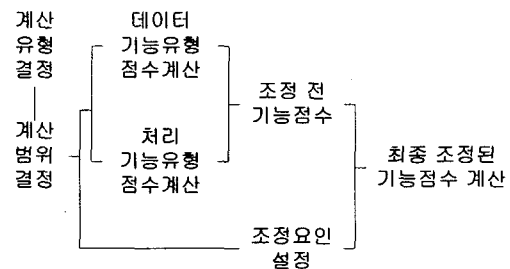 계산
유형
결정
계산
범위
결정
데이터
기능유형
점수계산
처리
기능유형
점수계산
조정 전
기능점수
조정요인
설정
최종 조정된
기능점수 계산